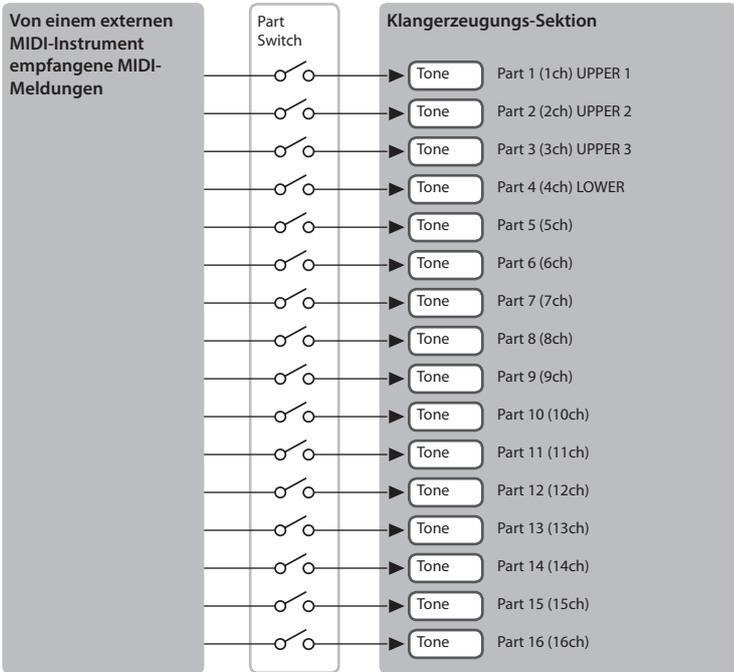 Von einem externen
MIDI-Instrument
empfangene MIDI-
Meldungen
Part
Switch
Klangerzeugungs-Sektion
Tone Part 1 (1ch) UPPER 1
Tone Part 2 (2ch) UPPER 2
Tone Part 3 (3ch) UPPER 3
Tone Part 4 (4ch) LOWER
Tone Part 5 (5ch)
Tone Part 6 (6ch)
Tone Part 7 (7ch)
Tone Part 8 (8ch)
Tone Part 9 (9ch)
Tone Part 10 (10ch)
Tone Part 11 (11ch)
Tone Part 12 (12ch)
Tone Part 13 (13ch)
Tone Part 14 (14ch)
Tone Part 15 (15ch)
Tone Part 16 (16ch)